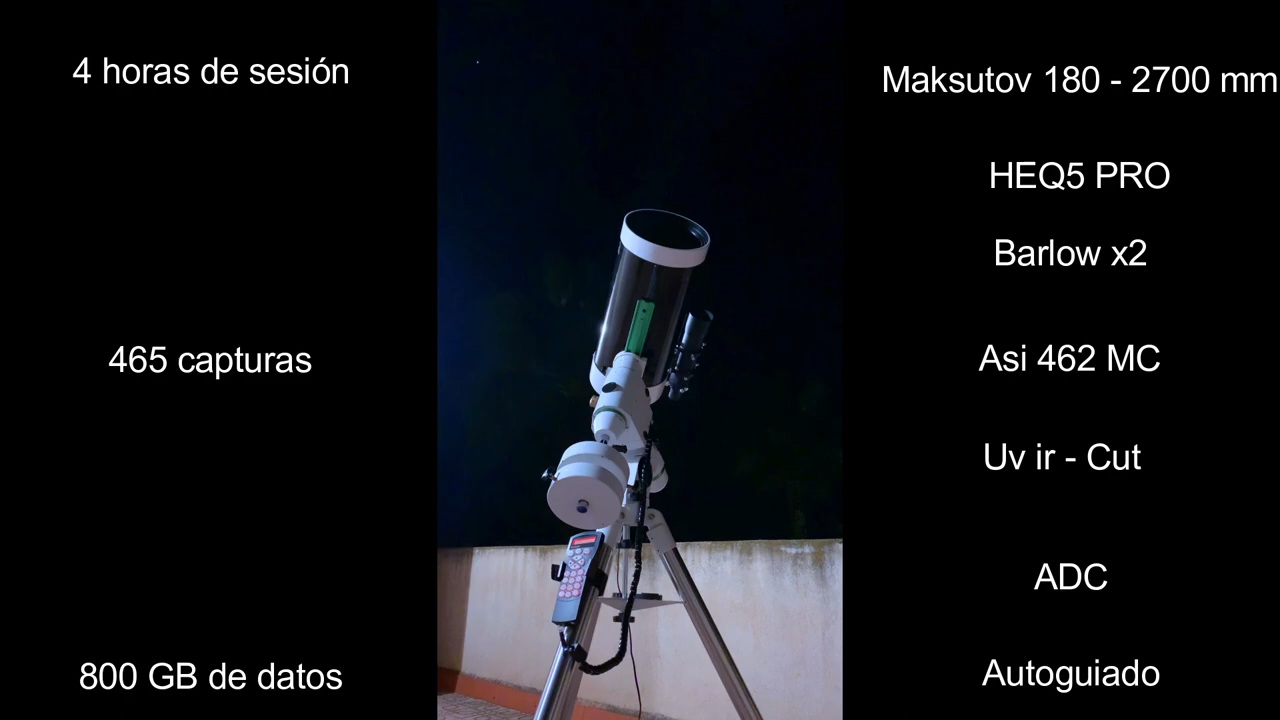 4 horas de sesión
465 capturas
800 GB de datos
Maksutov 180 - 2700 mm
HEQ5 PRO
Barlow x2
Asi 462 MC
Uv ir - Cut
ADC
Autoguiado